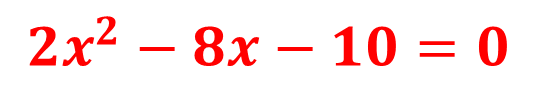 2x² − 8x − 10 = 0